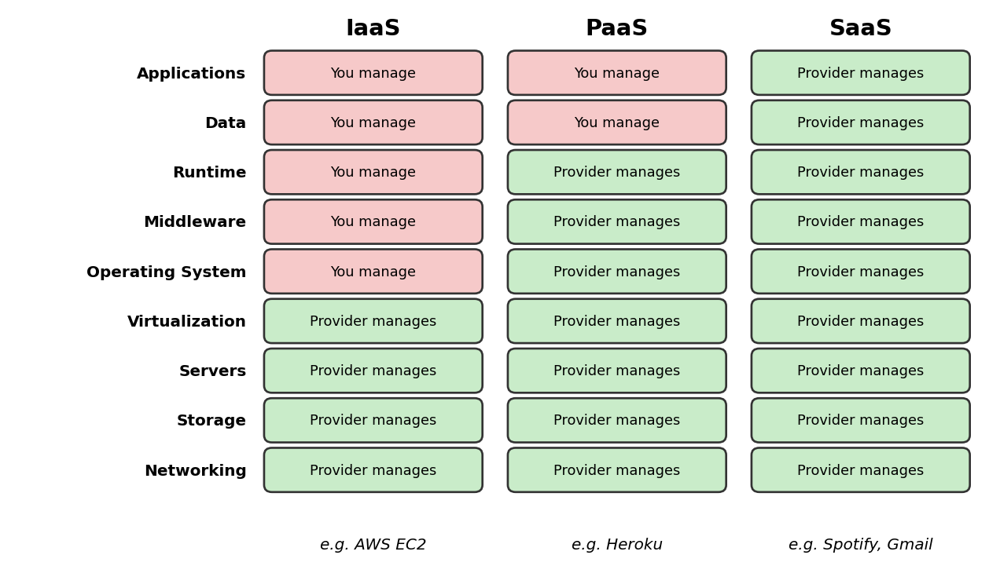 IaaS PaaS SaaS
Applications You manage You manage Provider manages
Data You manage You manage Provider manages
Runtime You manage Provider manages Provider manages
Middleware You manage Provider manages Provider manages
Operating System You manage Provider manages Provider manages
Virtualization Provider manages Provider manages Provider manages
Servers Provider manages Provider manages Provider manages
Storage Provider manages Provider manages Provider manages
Networking Provider manages Provider manages Provider manages
e.g. AWS EC2 e.g. Heroku e.g. Spotify, Gmail